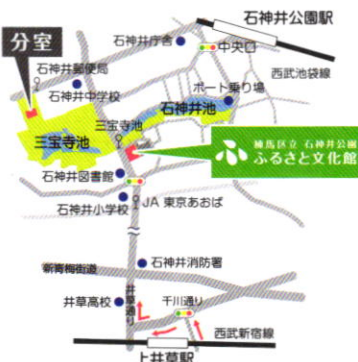 石神井公園駅
分室
石神井庁舎
中央口
石神井郵便局
西武池袋線
石神井中学校
ボート乗り場
石神井池
三宝寺池
三宝寺池
練馬区立 石神井公園
ふるさと文化館
石神井図書館
石神井小学校
JA 東京あおば
新青梅街道
石神井消防署
井草通り
井草高校
千川通り
西武新宿線
上井草駅